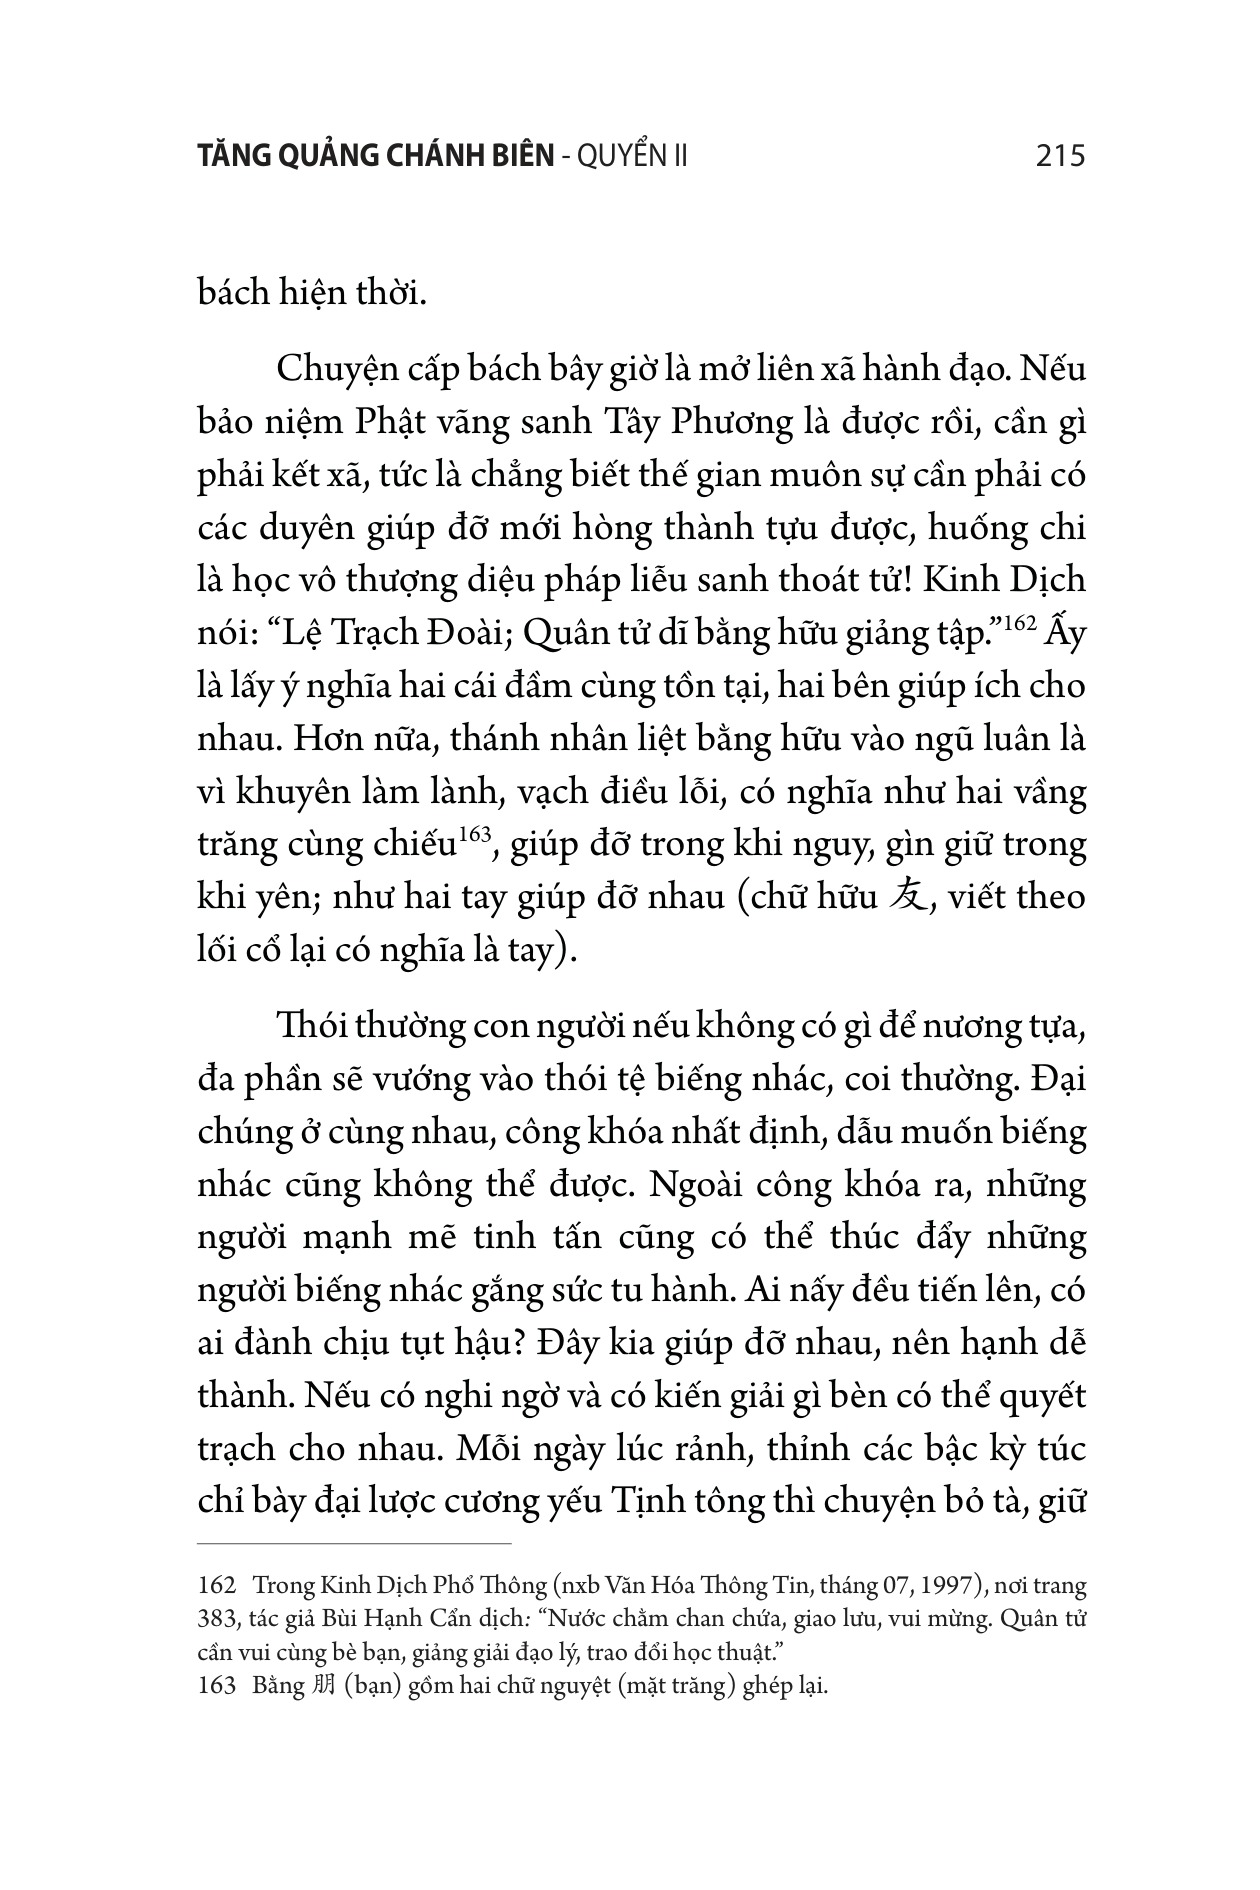 TĂNG QUẢNG CHÁNH BIÊN - QUYỂN II 215
bách hiện thời.
Chuyện cấp bách bây giờ là mở liên xã hành đạo. Nếu
bảo niệm Phật vãng sanh Tây Phương là được rồi, cần gì
phải kết xã, tức là chẳng biết thế gian muôn sự cần phải có
các duyên giúp đỡ mới hòng thành tựu được, huống chi
là học vô thượng diệu pháp liễu sanh thoát tử! Kinh Dịch
nói: “Lệ Trạch Đoài; Quân tử dĩ bằng hữu giảng tập.”162 Ấy
là lấy ý nghĩa hai cái đầm cùng tồn tại, hai bên giúp ích cho
nhau. Hơn nữa, thánh nhân liệt bằng hữu vào ngũ luân là
vì khuyên làm lành, vạch điều lỗi, có nghĩa như hai vầng
trăng cùng chiếu163, giúp đỡ trong khi nguy, gìn giữ trong
khi yên; như hai tay giúp đỡ nhau (chữ hữu 友, viết theo
lối cổ lại có nghĩa là tay).
Thói thường con người nếu không có gì để nương tựa,
đa phần sẽ vướng vào thói tệ biếng nhác, coi thường. Đại
chúng ở cùng nhau, công khóa nhất định, dẫu muốn biếng
nhác cũng không thể được. Ngoài công khóa ra, những
người mạnh mẽ tinh tấn cũng có thể thúc đẩy những
người biếng nhác gắng sức tu hành. Ai nấy đều tiến lên, có
ai đành chịu tụt hậu? Đây kia giúp đỡ nhau, nên hạnh dễ
thành. Nếu có nghi ngờ và có kiến giải gì bèn có thể quyết
trạch cho nhau. Mỗi ngày lúc rảnh, thỉnh các bậc kỳ túc
chỉ bày đại lược cương yếu Tịnh tông thì chuyện bỏ tà, giữ
162 Trong Kinh Dịch Phổ Thông (nxb Văn Hóa Thông Tin, tháng 07, 1997), nơi trang
383, tác giả Bùi Hạnh Cẩn dịch: “Nước chằm chan chứa, giao lưu, vui mừng. Quân tử
cần vui cùng bè bạn, giảng giải đạo lý, trao đổi học thuật.”
163 Bằng 朋 (bạn) gồm hai chữ nguyệt (mặt trăng) ghép lại.